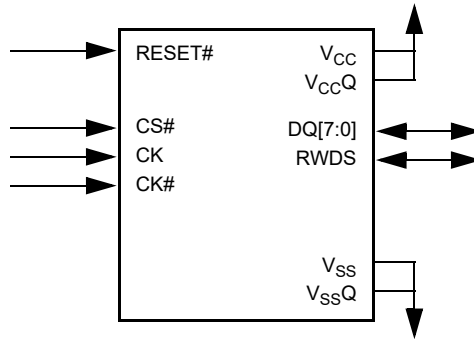 RESET#
CS#
CK
CK#
VCC
VCCQ
DQ[7:0]
RWDS
VSS
VSSQ